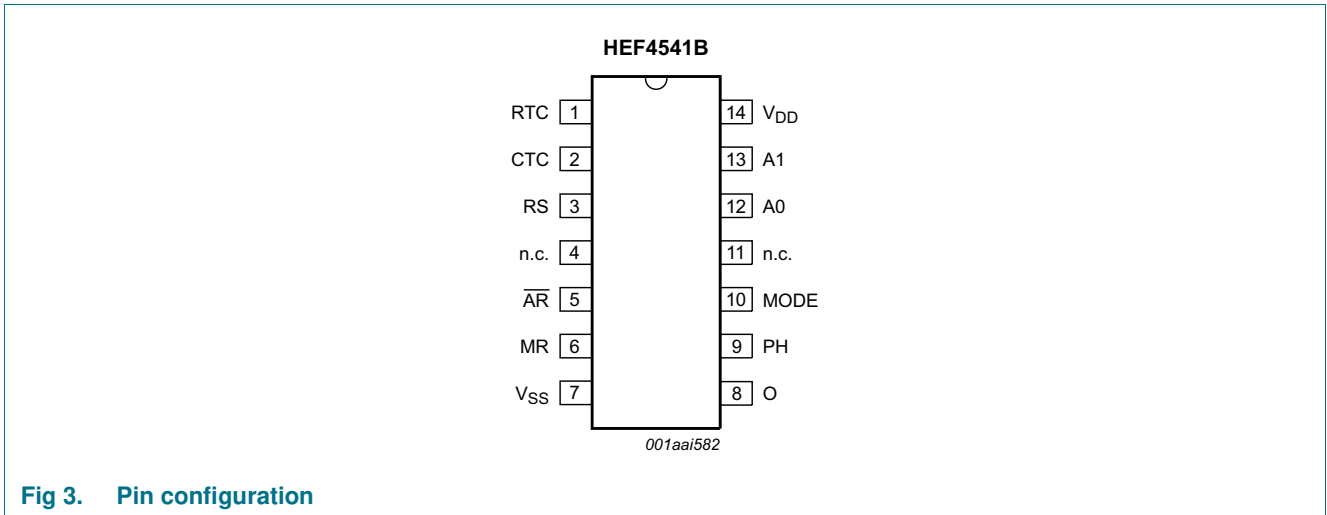 HEF4541B
RTC 1 14 VDD
CTC 2 13 A1
RS 3 12 A0
n.c. 4 11 n.c.
A̅R̅ 5 10 MODE
MR 6 9 PH
VSS 7 8 O
001aai582
Fig 3. Pin configuration